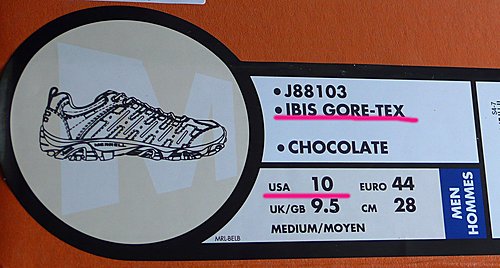 • J88103
• IBIS GORE-TEX
• CHOCOLATE
USA 10 EURO 44
UK/GB 9.5 CM 28
MEDIUM/MOYEN
MEN
HOMMES
MRL-BELB